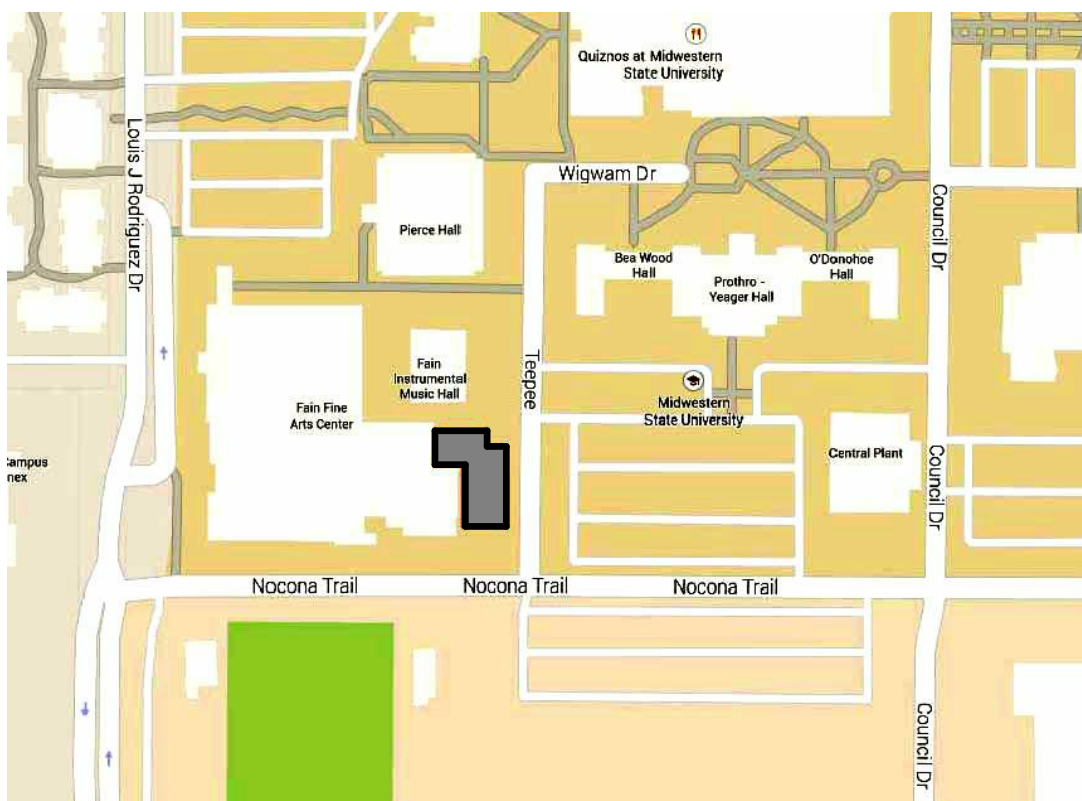 Quiznos at Midwestern
State University
Louis J Rodriguez Dr
Wigwam Dr
Council Dr
Pierce Hall
Bea Wood
Hall
O'Donohoe
Hall
Prothro -
Yeager Hall
Teepee
Fain
Instrumental
Music Hall
Midwestern
State University
Fain Fine
Arts Center
Central Plant
Campus
nex
Council Dr
Nocona Trail
Nocona Trail
Nocona Trail
Council Dr